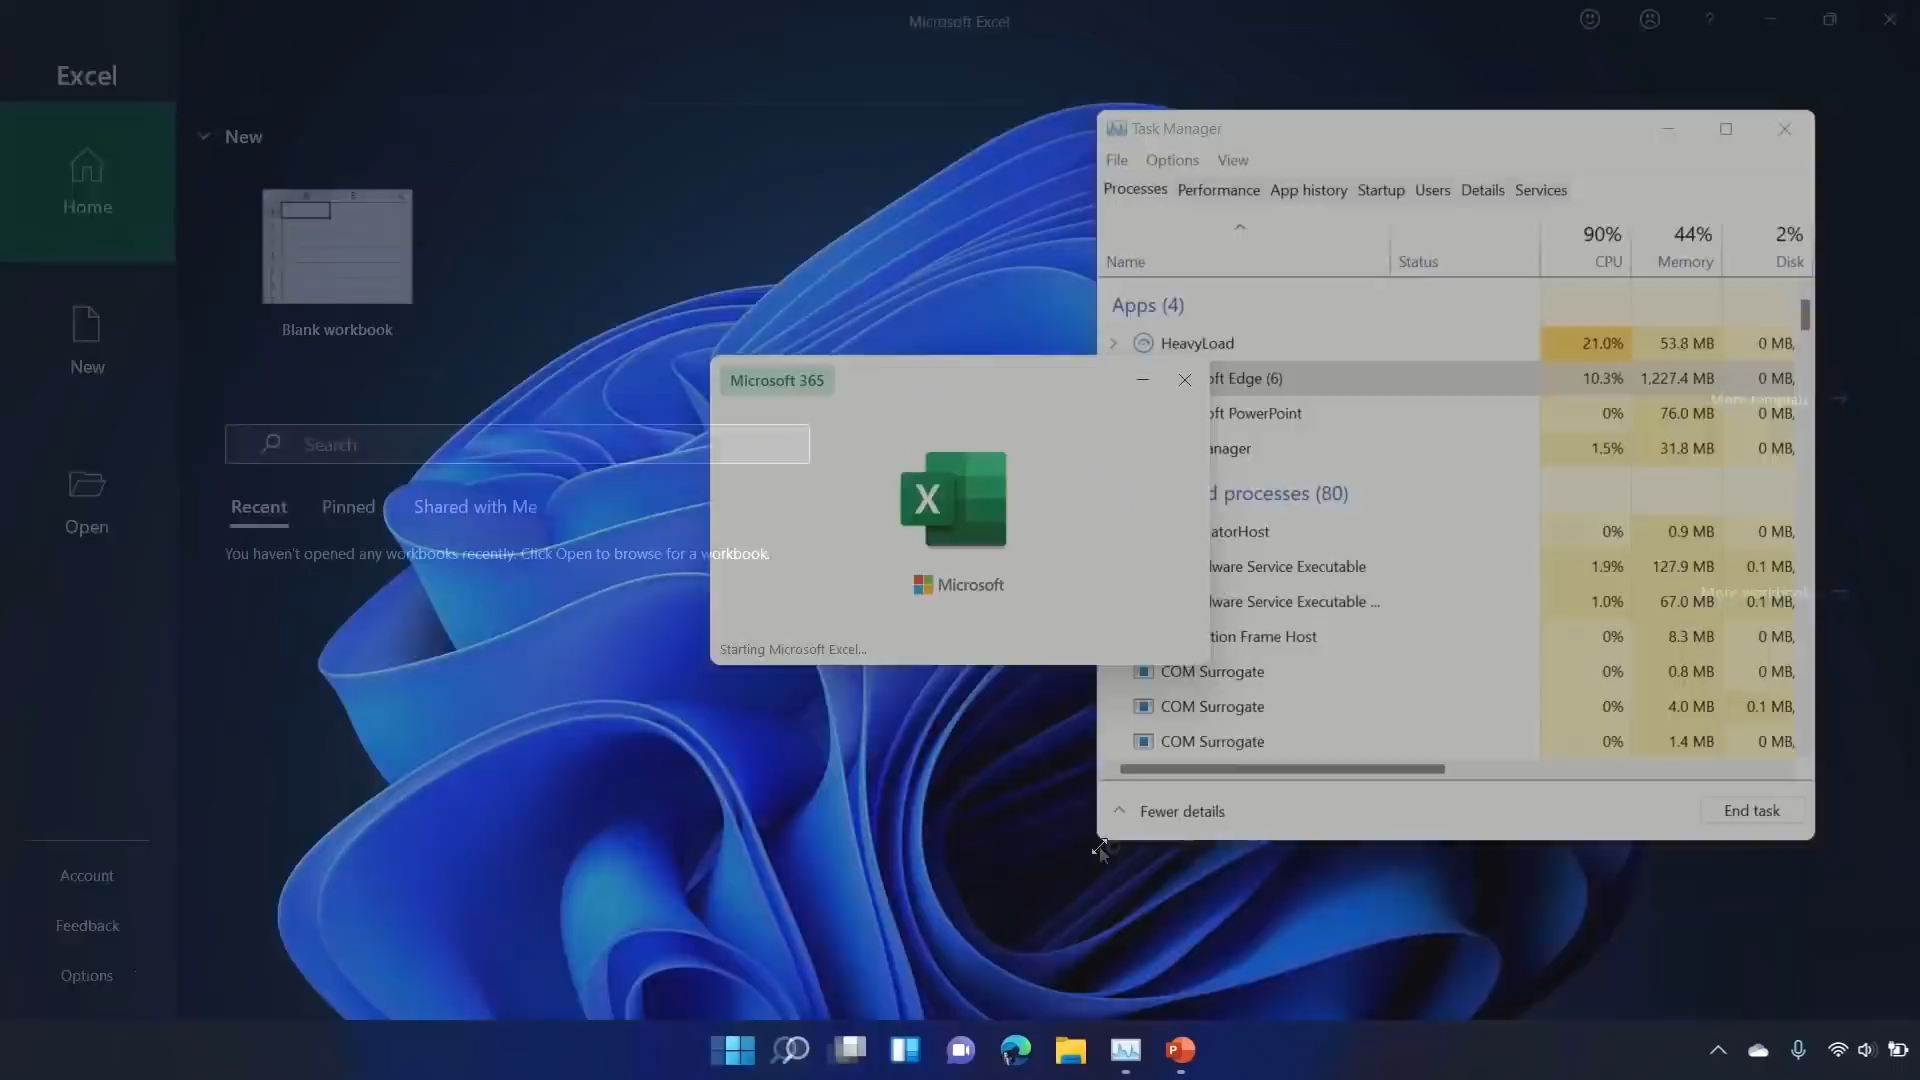 Microsoft Excel
Excel
Home
New
Open
Account
Feedback
Options
New
Blank workbook
Search
Recent Pinned Shared with Me
You haven't opened any workbooks recently. Click Open to browse for a workbook.
Microsoft 365
X
Microsoft
Starting Microsoft Excel...
Task Manager
File Options View
Processes Performance App history Startup Users Details Services
90% 44% 2%
Name Status CPU Memory Disk
Apps (4)
HeavyLoad 21.0% 53.8 MB 0 MB,
oft Edge (6) 10.3% 1,227.4 MB 0 MB,
oft PowerPoint 0% 76.0 MB 0 MB,
anager 1.5% 31.8 MB 0 MB,
d processes (80)
atorHost 0% 0.9 MB 0 MB,
ware Service Executable 1.9% 127.9 MB 0.1 MB,
ware Service Executable ... 1.0% 67.0 MB 0.1 MB,
tion Frame Host 0% 8.3 MB 0 MB,
COM Surrogate 0% 0.8 MB 0 MB,
COM Surrogate 0% 4.0 MB 0.1 MB,
COM Surrogate 0% 1.4 MB 0 MB,
Fewer details End task
P